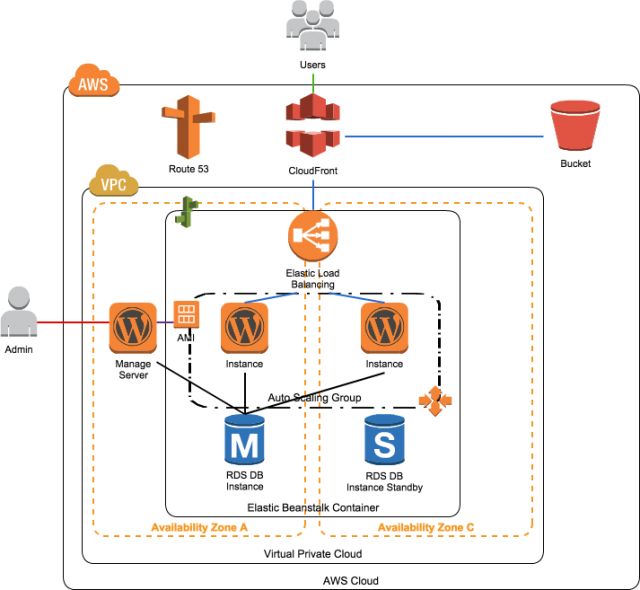 Users
AWS
Route 53
CloudFront
Bucket
VPC
Elastic Load
Balancing
Admin
AMI
Manage
Server
Instance
Instance
Auto Scaling Group
M
S
RDS DB
Instance
RDS DB
Instance Standby
Elastic Beanstalk Container
Availability Zone A
Availability Zone C
Virtual Private Cloud
AWS Cloud